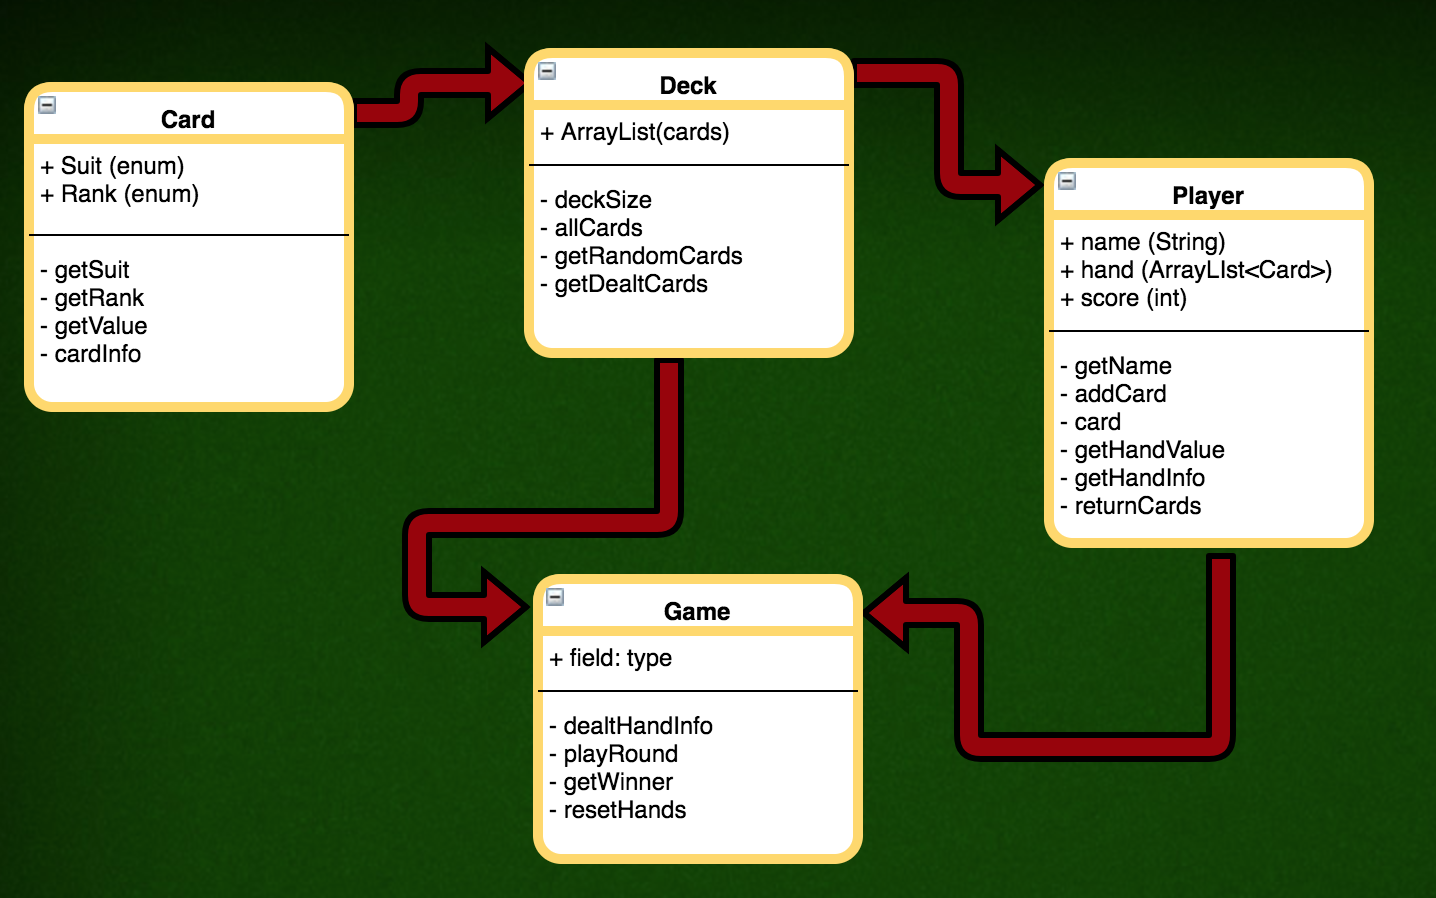 Card
+ Suit (enum)
+ Rank (enum)
- getSuit
- getRank
- getValue
- cardInfo
Deck
+ ArrayList(cards)
- deckSize
- allCards
- getRandomCards
- getDealtCards
Player
+ name (String)
+ hand (ArrayLIst<Card>)
+ score (int)
- getName
- addCard
- card
- getHandValue
- getHandInfo
- returnCards
Game
+ field: type
- dealtHandInfo
- playRound
- getWinner
- resetHands